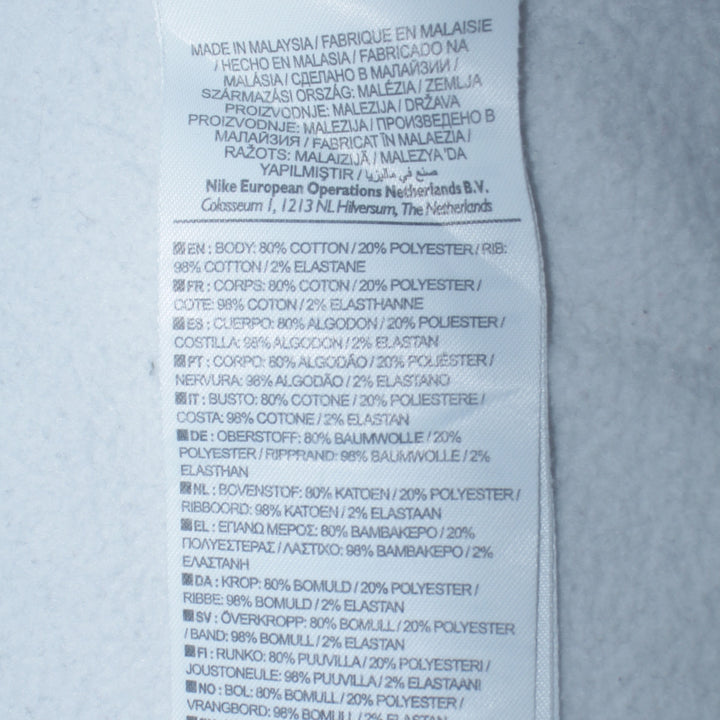 MADE IN MALAYSIA / FABRIQUE EN MALAISIE
/ HECHO EN MALASIA / FABRICADO NA
MALÁSIA / СДЕЛАНО В МАЛАЙЗИИ /
SZÁRMAZÁSI ORSZÁG: MALÉZIA / ZEMLJA
PROIZVODNJE: MALEZIJA / DRŽAVA
PROIZVODNJE: MALEZIJA / ПРОИЗВЕДЕНО В
МАЛАЙЗИЯ / FABRICAT ÎN MALAEZIA /
RAŽOTS: MALAIZIJĀ / MALEZYA 'DA
YAPILMIŞTIR / صنع في ماليزيا
Nike European Operations Netherlands B.V.
Colosseum 1, 1213 NL Hilversum, The Netherlands
EN : BODY: 80% COTTON / 20% POLYESTER / RIB:
98% COTTON / 2% ELASTANE
FR : CORPS: 80% COTON / 20% POLYESTER /
COTE: 98% COTON / 2% ELASTHANNE
ES : CUERPO: 80% ALGODON / 20% POLIESTER /
COSTILLA: 98% ALGODON / 2% ELASTAN
PT : CORPO: 80% ALGODÃO / 20% POLIÉSTER /
NERVURA: 98% ALGODÃO / 2% ELASTANO
IT : BUSTO: 80% COTONE / 20% POLIESTERE /
COSTA: 98% COTONE / 2% ELASTAN
DE : OBERSTOFF: 80% BAUMWOLLE / 20%
POLYESTER / RIPPRAND: 98% BAUMWOLLE / 2%
ELASTHAN
NL : BOVENSTOF: 80% KATOEN / 20% POLYESTER /
RIBBOORD: 98% KATOEN / 2% ELASTAAN
EL : ΕΠΑΝΩ ΜΕΡΟΣ: 80% ΒΑΜΒΑΚΕΡΟ / 20%
ΠΟΛΥΕΣΤΕΡΑΣ / ΛΑΣΤΙΧΟ: 98% ΒΑΜΒΑΚΕΡΟ / 2%
ΕΛΑΣΤΑΝΗ
DA : KROP: 80% BOMULD / 20% POLYESTER /
RIBBE: 98% BOMULD / 2% ELASTAN
SV : ÖVERKROPP: 80% BOMULL / 20% POLYESTER
/ BAND: 98% BOMULL / 2% ELASTAN
FI : RUNKO: 80% PUUVILLA / 20% POLYESTERI /
JOUSTONEULE: 98% PUUVILLA / 2% ELASTAANI
NO : BOL: 80% BOMULL / 20% POLYESTER /
VRANGBORD: 98% BOMULL / 2% ELASTAN